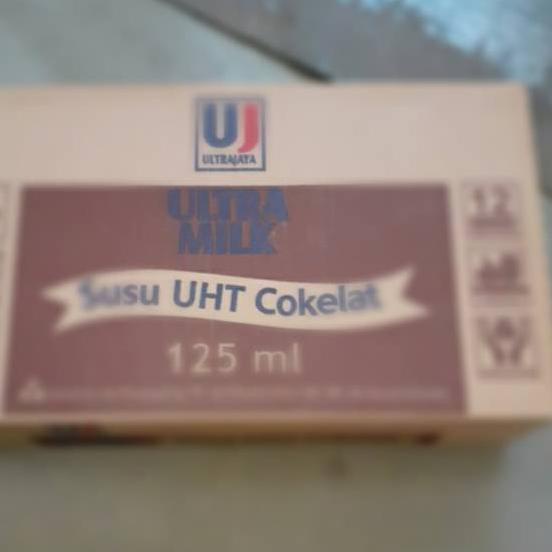 UJ
ULTRAJAYA
ULTRA
MILK
12
Susu UHT Cokelat
125 ml